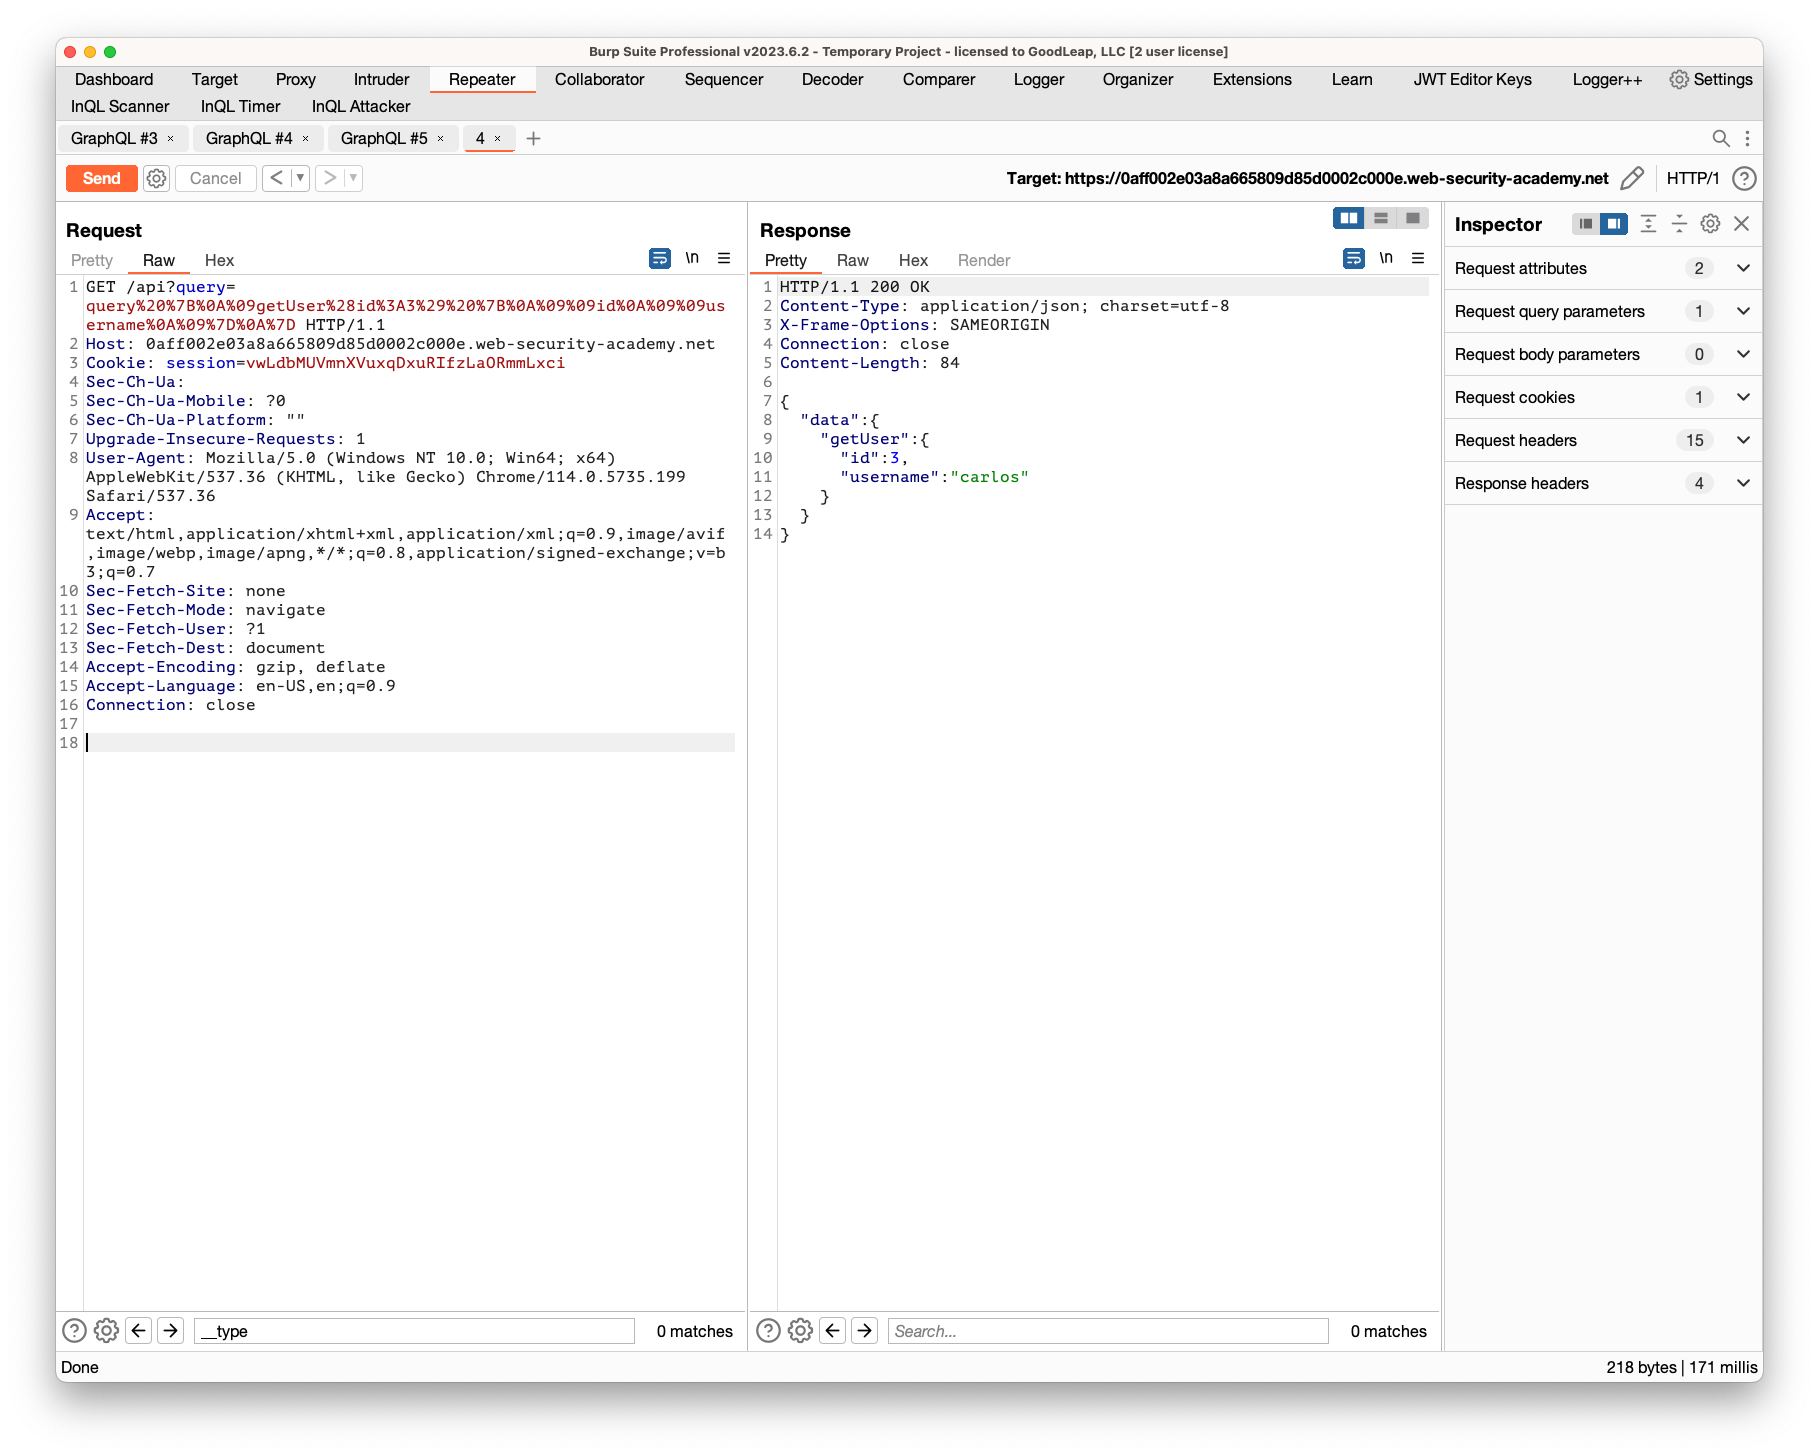 Burp Suite Professional v2023.6.2 - Temporary Project - licensed to GoodLeap, LLC [2 user license]
Dashboard Target Proxy Intruder Repeater Collaborator Sequencer Decoder Comparer Logger Organizer Extensions Learn JWT Editor Keys Logger++ Settings
InQL Scanner InQL Timer InQL Attacker
GraphQL #3 × GraphQL #4 × GraphQL #5 × 4 × +
Send Cancel < > Target: https://0aff002e03a8a665809d85d0002c000e.web-security-academy.net HTTP/1 ?
Request
Pretty Raw Hex \n
1 GET /api?query=
query%20%7B%0A%09getUser%28id%3A3%29%20%7B%0A%09%09id%0A%09%09us
ername%0A%09%7D%0A%7D HTTP/1.1
2 Host: 0aff002e03a8a665809d85d0002c000e.web-security-academy.net
3 Cookie: session=vwLdbMUVmnXVuxqDxuRIfzLaORmmLxci
4 Sec-Ch-Ua:
5 Sec-Ch-Ua-Mobile: ?0
6 Sec-Ch-Ua-Platform: ""
7 Upgrade-Insecure-Requests: 1
8 User-Agent: Mozilla/5.0 (Windows NT 10.0; Win64; x64)
AppleWebKit/537.36 (KHTML, like Gecko) Chrome/114.0.5735.199
Safari/537.36
9 Accept:
text/html,application/xhtml+xml,application/xml;q=0.9,image/avif
,image/webp,image/apng,*/*;q=0.8,application/signed-exchange;v=b
3;q=0.7
10 Sec-Fetch-Site: none
11 Sec-Fetch-Mode: navigate
12 Sec-Fetch-User: ?1
13 Sec-Fetch-Dest: document
14 Accept-Encoding: gzip, deflate
15 Accept-Language: en-US,en;q=0.9
16 Connection: close
17
18
? __type 0 matches
Response
Pretty Raw Hex Render \n
1 HTTP/1.1 200 OK
2 Content-Type: application/json; charset=utf-8
3 X-Frame-Options: SAMEORIGIN
4 Connection: close
5 Content-Length: 84
6
7 {
8 "data":{
9 "getUser":{
10 "id":3,
11 "username":"carlos"
12 }
13 }
14 }
? Search... 0 matches
Inspector
Request attributes 2
Request query parameters 1
Request body parameters 0
Request cookies 1
Request headers 15
Response headers 4
Done 218 bytes | 171 millis